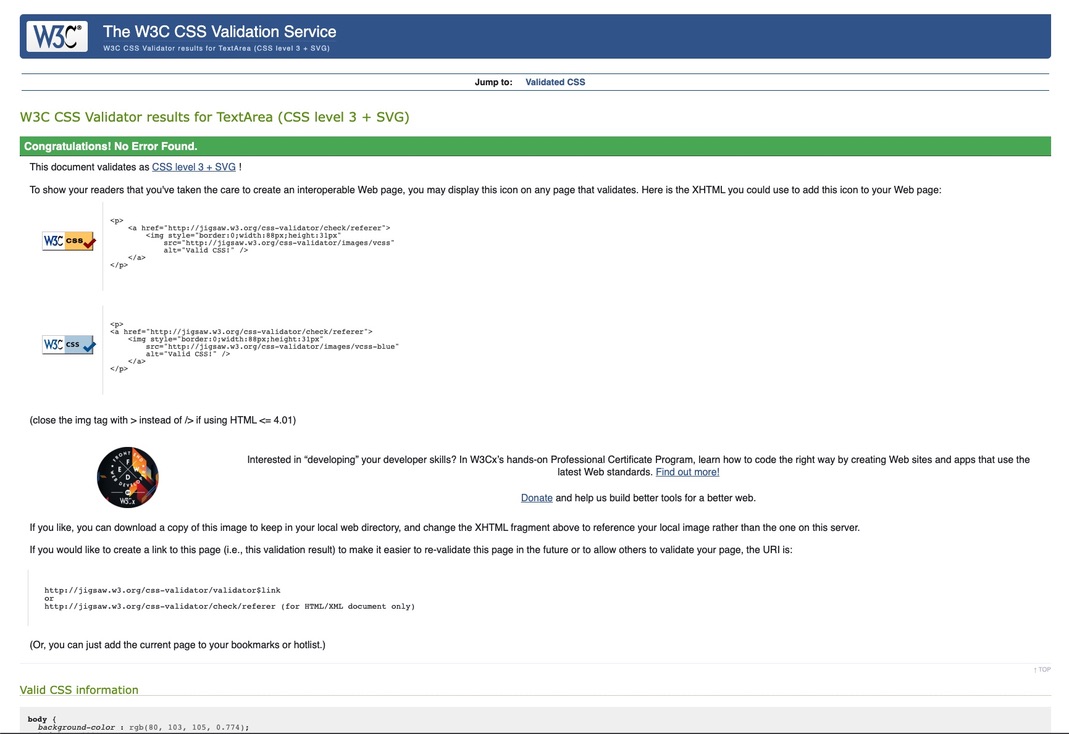 W3C®
The W3C CSS Validation Service
W3C CSS Validator results for TextArea (CSS level 3 + SVG)
Jump to: Validated CSS
W3C CSS Validator results for TextArea (CSS level 3 + SVG)
Congratulations! No Error Found.
This document validates as CSS level 3 + SVG !
To show your readers that you've taken the care to create an interoperable Web page, you may display this icon on any page that validates. Here is the XHTML you could use to add this icon to your Web page:
W3C css
<p>
<a href="http://jigsaw.w3.org/css-validator/check/referer">
<img style="border:0;width:88px;height:31px"
src="http://jigsaw.w3.org/css-validator/images/vcss"
alt="Valid CSS!" />
</a>
</p>
W3C css
<p>
<a href="http://jigsaw.w3.org/css-validator/check/referer">
<img style="border:0;width:88px;height:31px"
src="http://jigsaw.w3.org/css-validator/images/vcss-blue"
alt="Valid CSS!" />
</a>
</p>
(close the img tag with > instead of /> if using HTML <= 4.01)
W3Cx
Interested in “developing” your developer skills? In W3Cx's hands-on Professional Certificate Program, learn how to code the right way by creating Web sites and apps that use the
latest Web standards. Find out more!
Donate and help us build better tools for a better web.
If you like, you can download a copy of this image to keep in your local web directory, and change the XHTML fragment above to reference your local image rather than the one on this server.
If you would like to create a link to this page (i.e., this validation result) to make it easier to re-validate this page in the future or to allow others to validate your page, the URI is:
http://jigsaw.w3.org/css-validator/validator$link
or
http://jigsaw.w3.org/css-validator/check/referer (for HTML/XML document only)
(Or, you can just add the current page to your bookmarks or hotlist.)
↑ TOP
Valid CSS information
body {
background-color : rgb(80, 103, 105, 0.774);